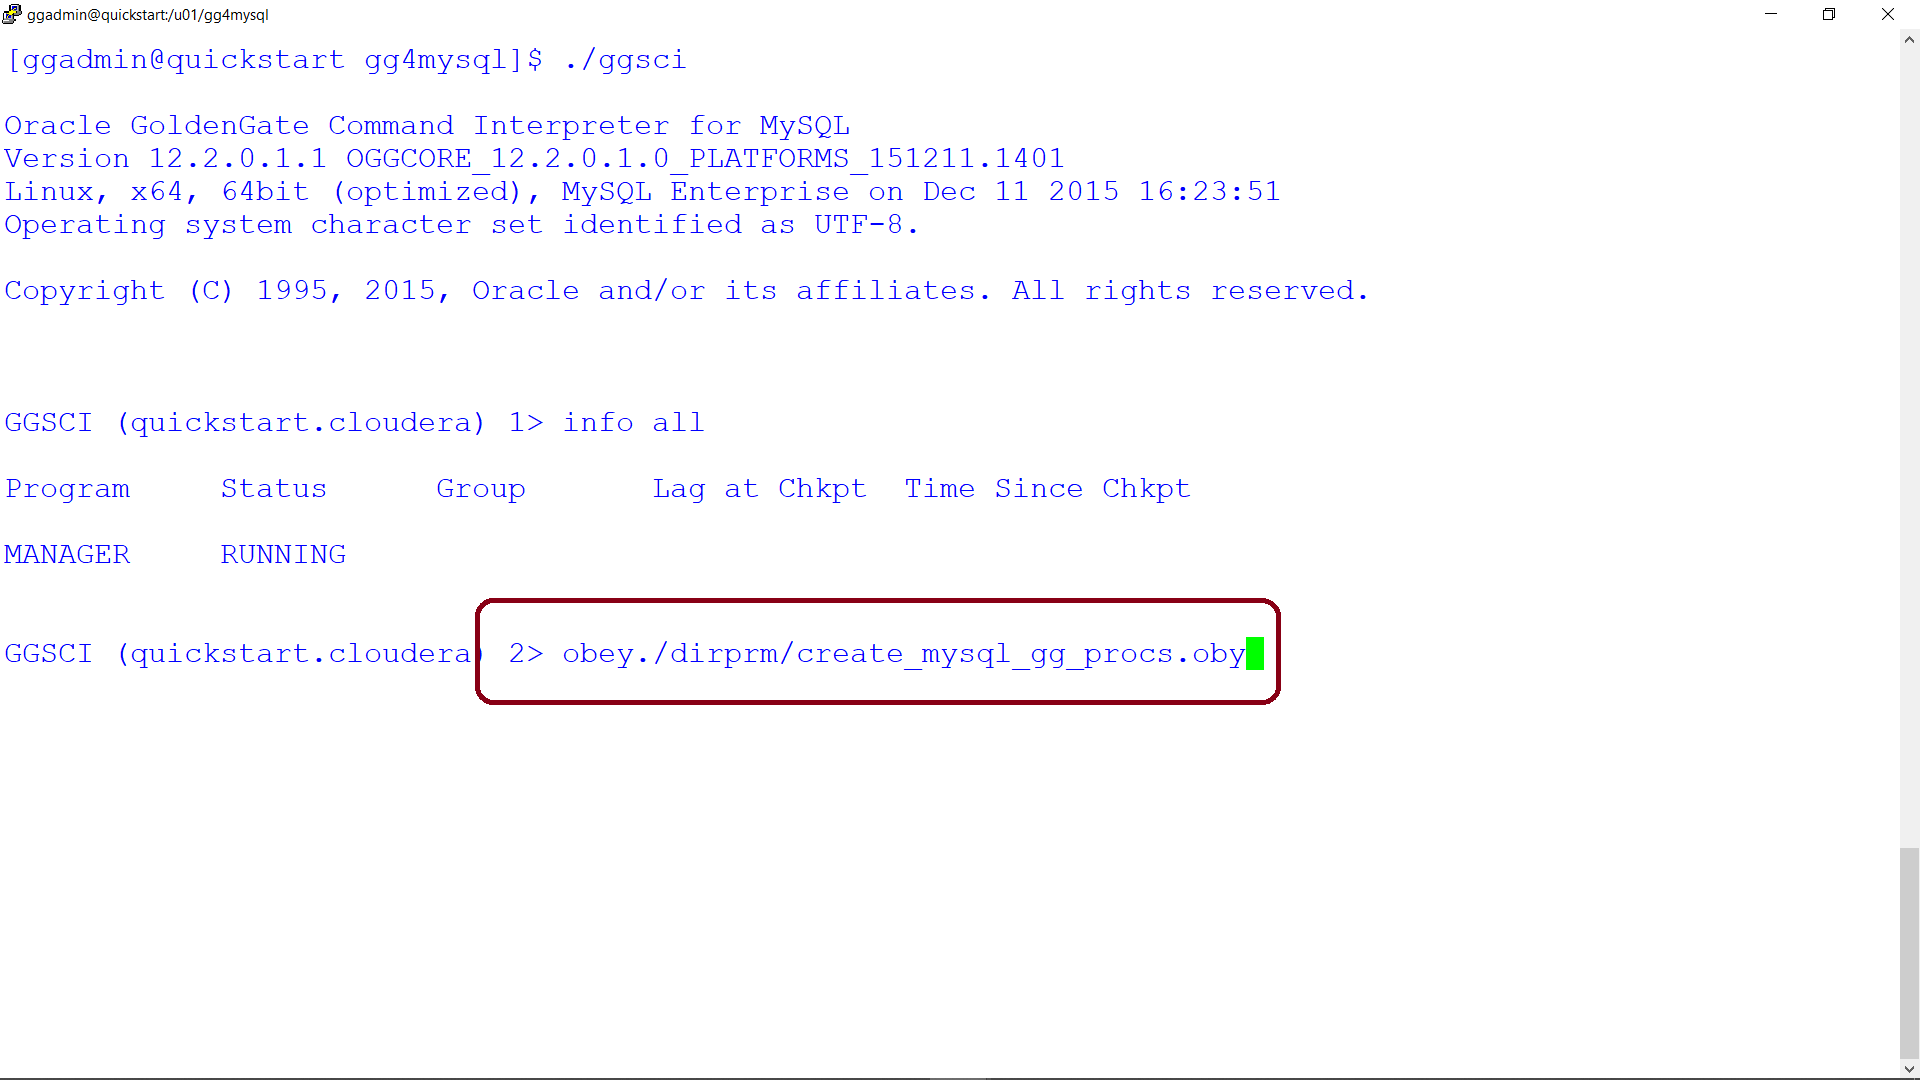 ggadmin@quickstart:/u01/gg4mysql
[ggadmin@quickstart gg4mysql]$ ./ggsci
Oracle GoldenGate Command Interpreter for MySQL
Version 12.2.0.1.1 OGGCORE_12.2.0.1.0_PLATFORMS_151211.1401
Linux, x64, 64bit (optimized), MySQL Enterprise on Dec 11 2015 16:23:51
Operating system character set identified as UTF-8.
Copyright (C) 1995, 2015, Oracle and/or its affiliates. All rights reserved.
GGSCI (quickstart.cloudera) 1> info all
Program     Status      Group       Lag at Chkpt  Time Since Chkpt
MANAGER     RUNNING
GGSCI (quickstart.cloudera) 2> obey./dirprm/create_mysql_gg_procs.oby